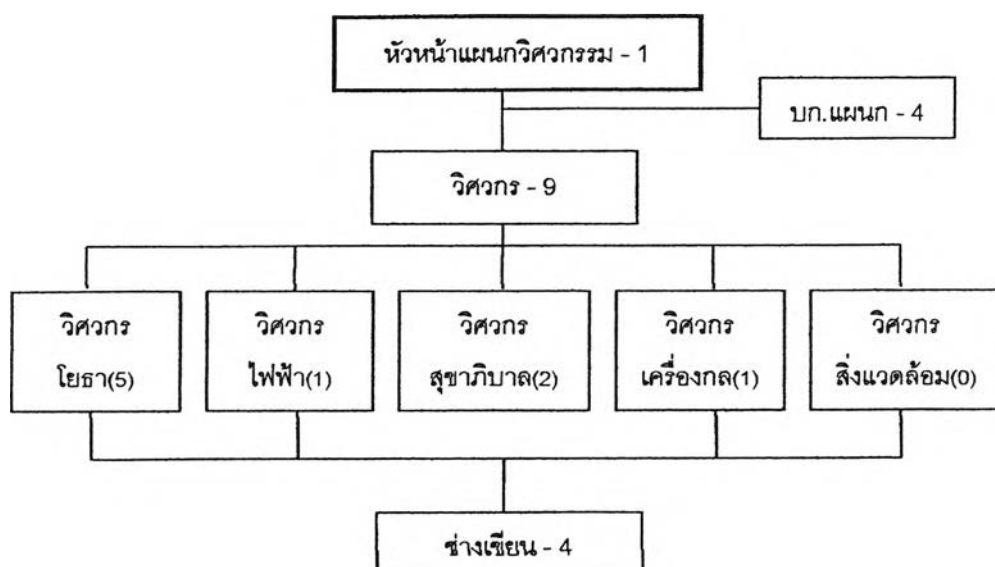 หัวหน้าแผนกวิศวกรรม - 1
บก.แผนก - 4
วิศวกร - 9
วิศวกร
โยธา(5)
วิศวกร
ไฟฟ้า(1)
วิศวกร
สุขาภิบาล(2)
วิศวกร
เครื่องกล(1)
วิศวกร
สิ่งแวดล้อม(0)
ช่างเขียน - 4